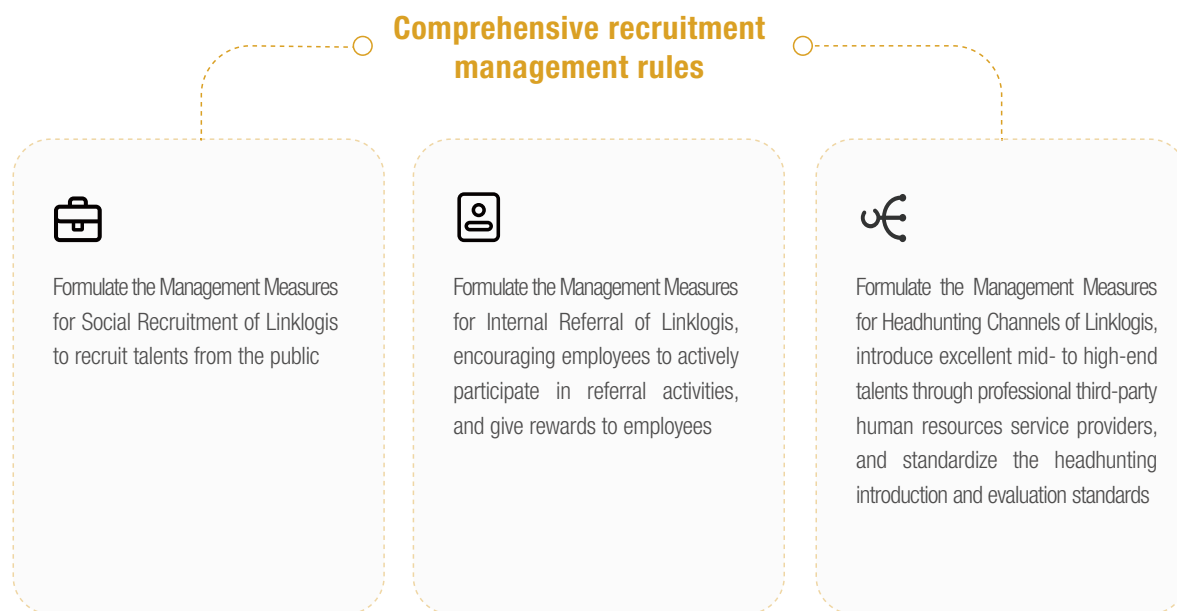 Comprehensive recruitment
management rules
Formulate the Management Measures
for Social Recruitment of Linklogis
to recruit talents from the public
Formulate the Management Measures
for Internal Referral of Linklogis,
encouraging employees to actively
participate in referral activities,
and give rewards to employees
Formulate the Management Measures
for Headhunting Channels of Linklogis,
introduce excellent mid- to high-end
talents through professional third-party
human resources service providers,
and standardize the headhunting
introduction and evaluation standards